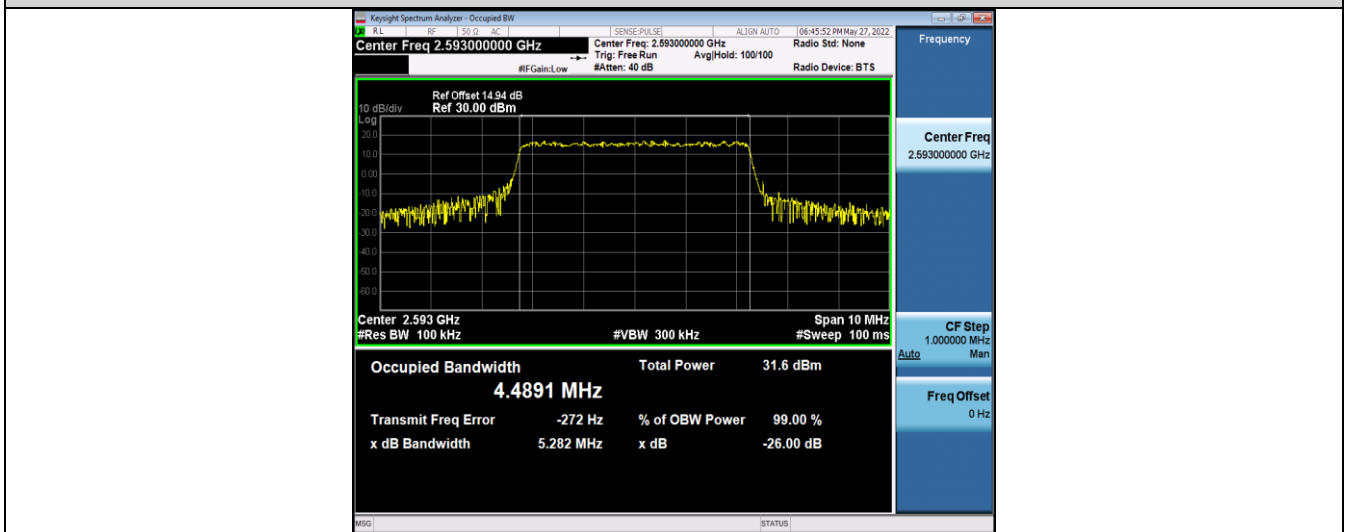 Keysight Spectrum Analyzer - Occupied BW
RL RF 50 Ω AC SENSE:PULSE ALIGN AUTO 06:45:52 PM May 27, 2022
Center Freq 2.593000000 GHz
Center Freq: 2.593000000 GHz Radio Std: None
Trig: Free Run Avg|Hold: 100/100
#IFGain:Low #Atten: 40 dB Radio Device: BTS
Frequency
Ref Offset 14.94 dB
10 dB/div Ref 30.00 dBm
Log
20.0
10.0
0.00
-10.0
-20.0
-30.0
-40.0
-50.0
-60.0
Center 2.593 GHz Span 10 MHz
#Res BW 100 kHz #VBW 300 kHz #Sweep 100 ms
Center Freq
2.593000000 GHz
CF Step
1.000000 MHz
Auto Man
Freq Offset
0 Hz
Occupied Bandwidth Total Power 31.6 dBm
4.4891 MHz
Transmit Freq Error -272 Hz % of OBW Power 99.00 %
x dB Bandwidth 5.282 MHz x dB -26.00 dB
MSG STATUS